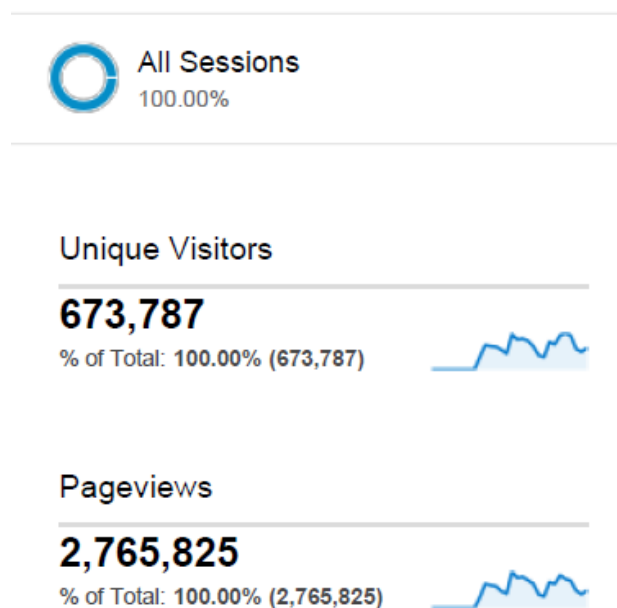 All Sessions
100.00%
Unique Visitors
673,787
% of Total: 100.00% (673,787)
Pageviews
2,765,825
% of Total: 100.00% (2,765,825)